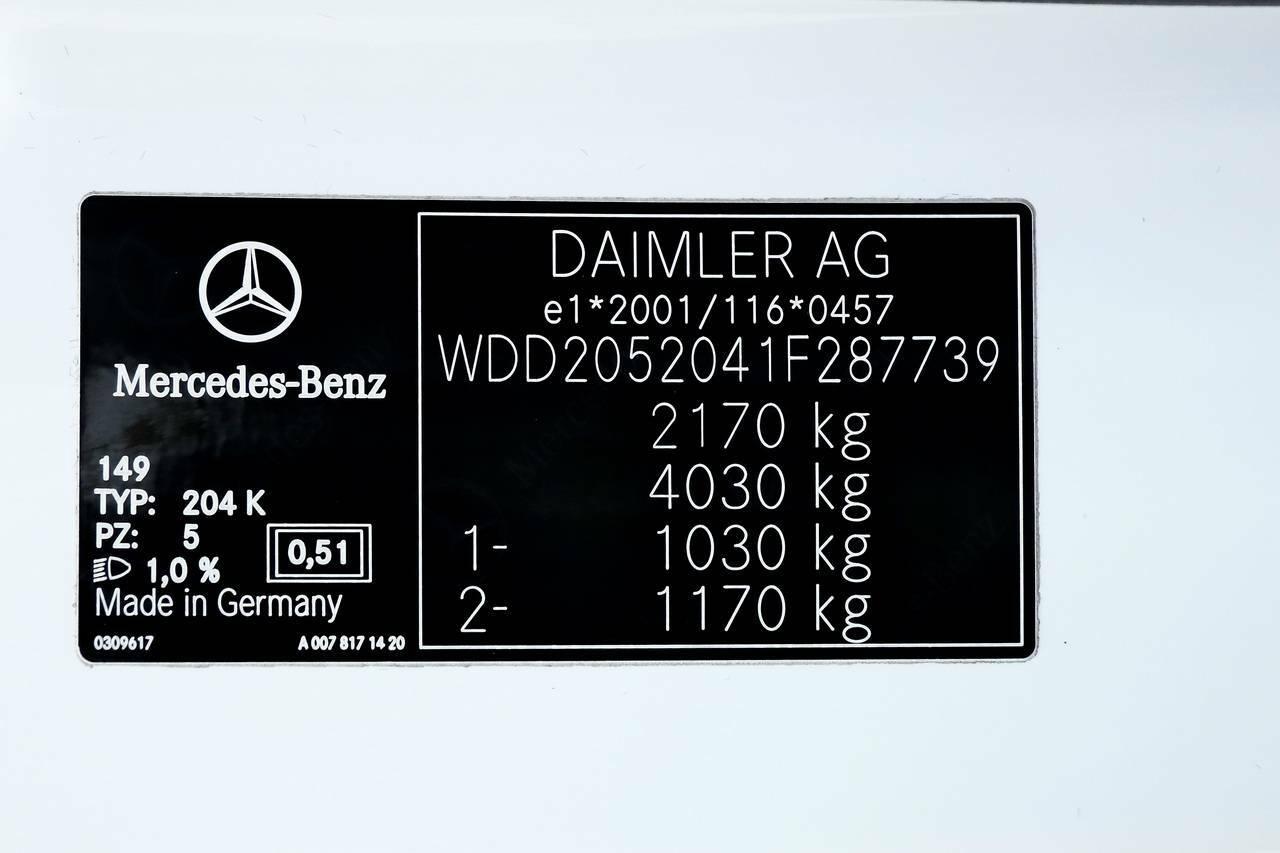 Mercedes-Benz
149
TYP: 204 K
PZ: 5
1,0 %
0,51
Made in Germany
0309617
A 007 817 14 20
DAIMLER AG
e1*2001/116*0457
WDD2052041F287739
2170 kg
4030 kg
1- 1030 kg
2- 1170 kg